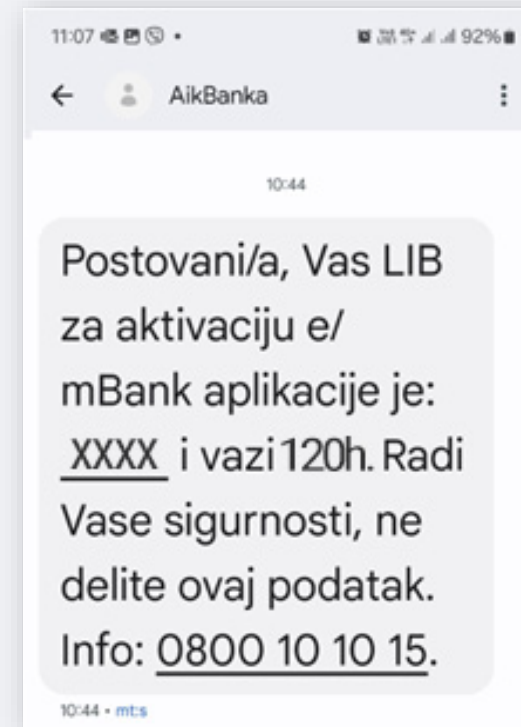 11:07
92%
AikBanka
10:44
Postovani/a, Vas LIB
za aktivaciju e/
mBank aplikacije je:
XXXX i vazi 120h. Radi
Vase sigurnosti, ne
delite ovaj podatak.
Info: 0800 10 10 15.
10:44 • mt:s